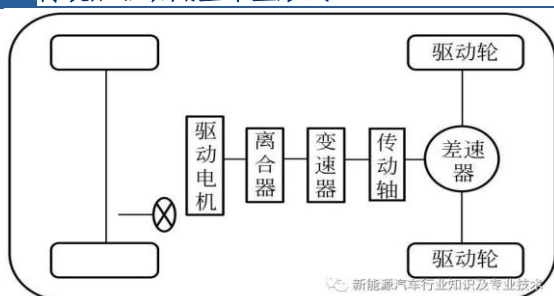 驱动轮
驱动电机
离合器
变速器
传动轴
差速器
驱动轮
新能源汽车行业知识及专业技术